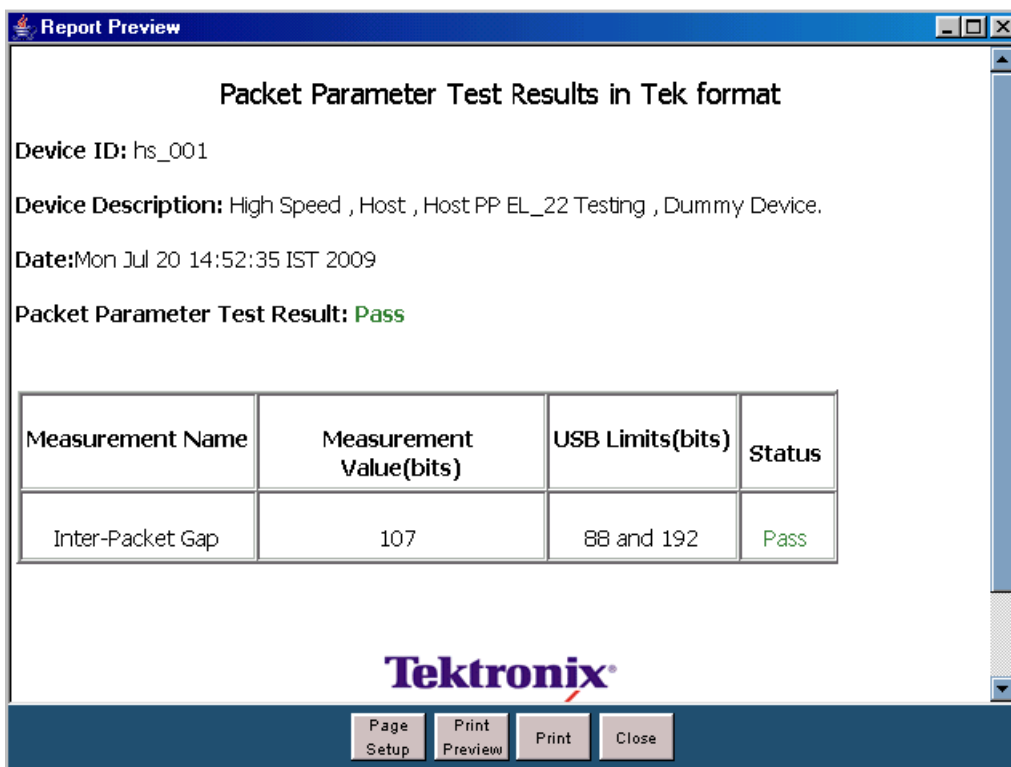 Report Preview
Packet Parameter Test Results in Tek format
Device ID: hs_001
Device Description: High Speed , Host , Host PP EL_22 Testing , Dummy Device.
Date:Mon Jul 20 14:52:35 IST 2009
Packet Parameter Test Result: Pass
Measurement Name
Measurement
Value(bits)
USB Limits(bits)
Status
Inter-Packet Gap
107
88 and 192
Pass
Tektronix
Page
Setup
Print
Preview
Print
Close